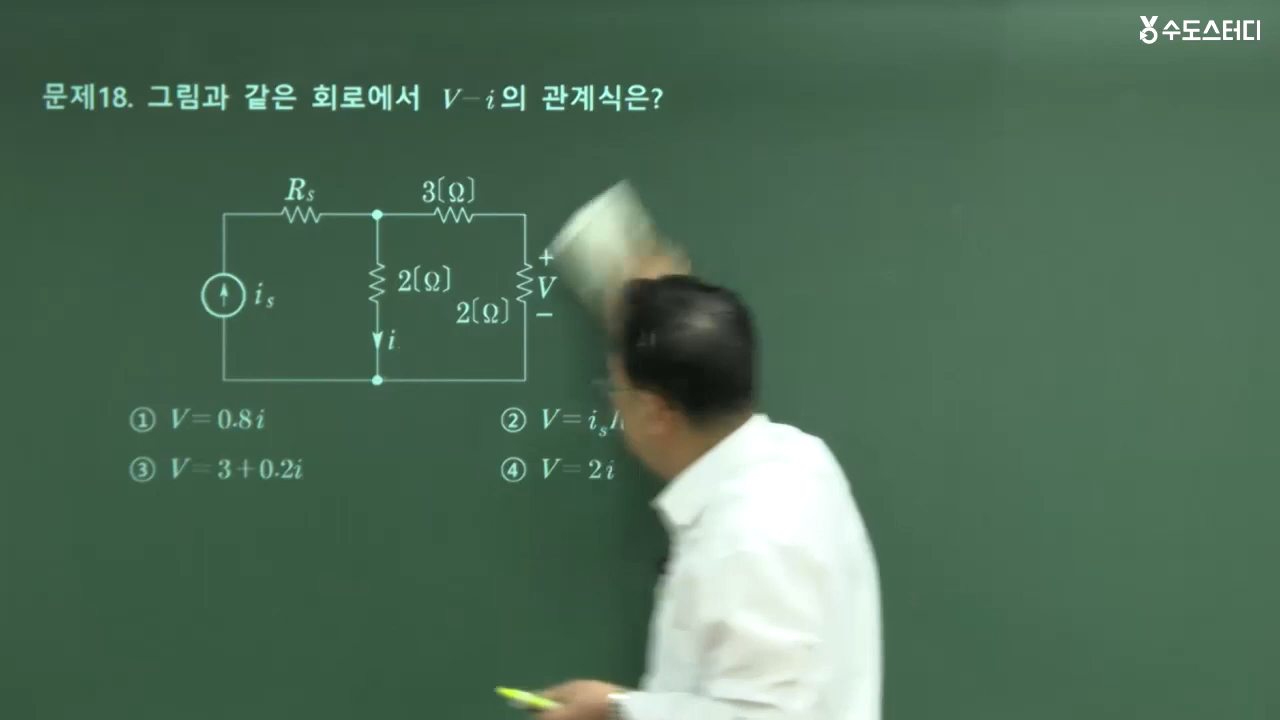 수도스터디
문제18. 그림과 같은 회로에서 V-i의 관계식은?
Rs 3[Ω]
is 2[Ω] 2[Ω] + V −
i
① V=0.8i ② V=is
③ V=3+0.2i ④ V=2i